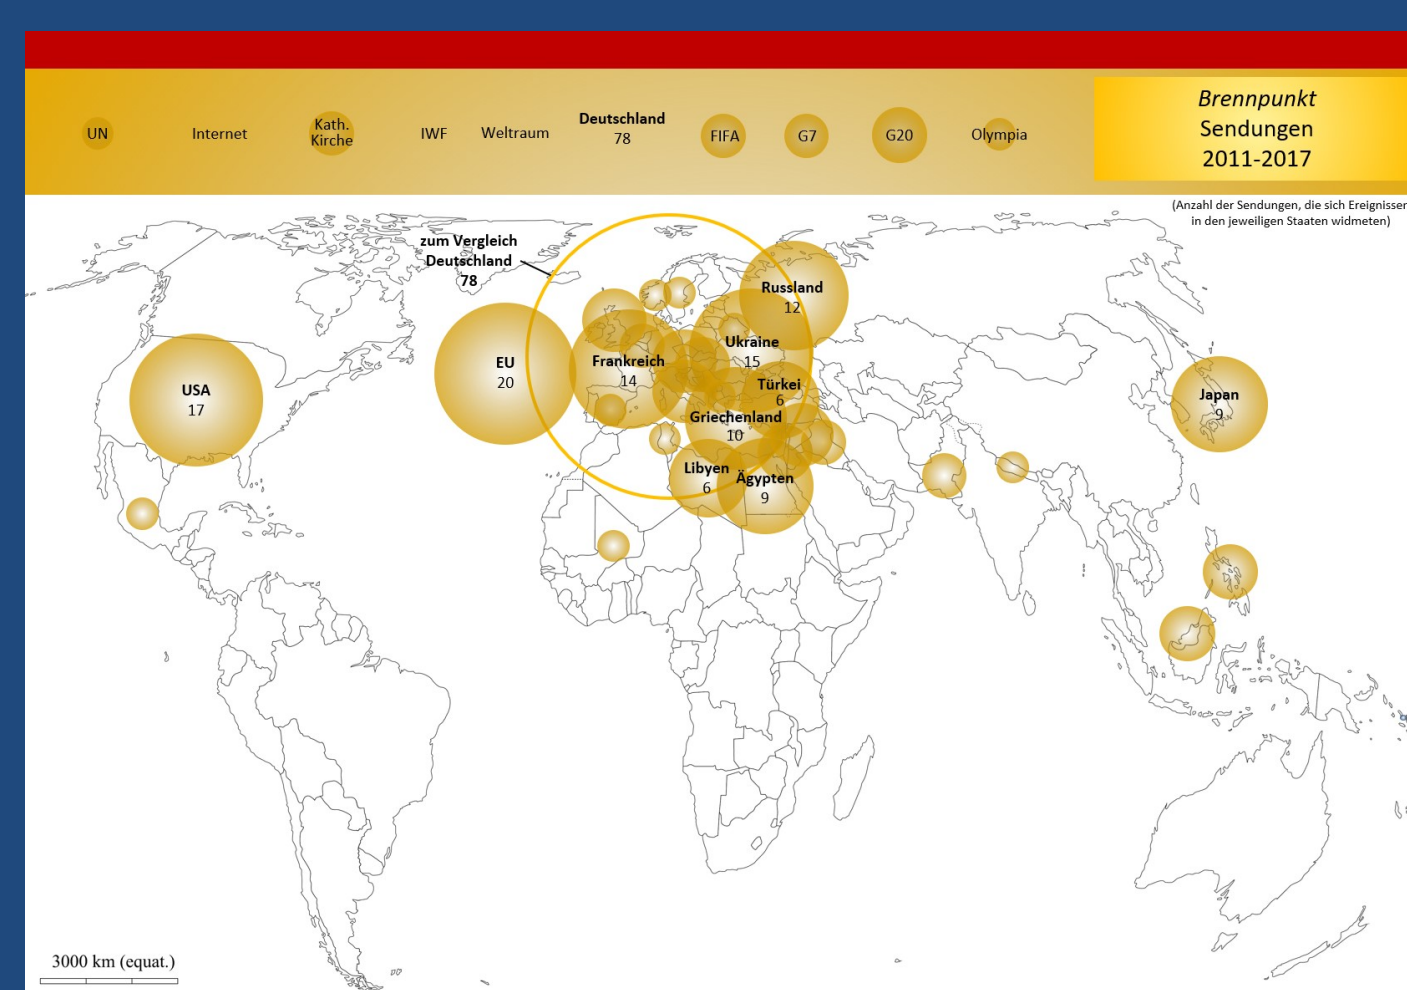 UN
Internet
Kath.
Kirche
IWF
Weltraum
Deutschland
78
FIFA
G7
G20
Olympia
Brennpunkt
Sendungen
2011-2017
(Anzahl der Sendungen, die sich Ereignissen
in den jeweiligen Staaten widmeten)
zum Vergleich
Deutschland
78
Russland
12
Ukraine
15
EU
20
Frankreich
14
USA
17
Türkei
6
Japan
9
Griechenland
10
Libyen
6
Ägypten
9
3000 km (equat.)